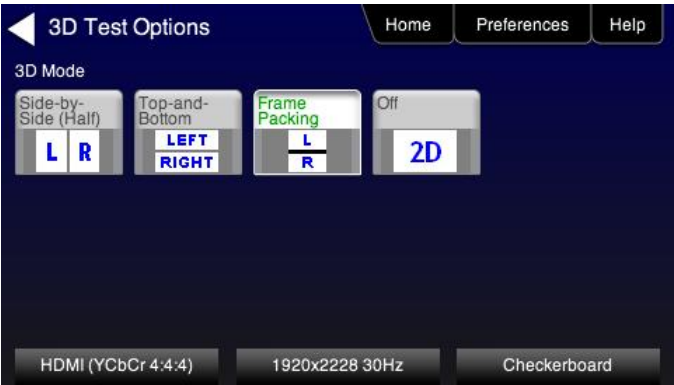 3D Test Options
Home
Preferences
Help
3D Mode
Side-by-
Side (Half)
L R
Top-and-
Bottom
LEFT
RIGHT
Frame
Packing
L
R
Off
2D
HDMI (YCbCr 4:4:4)
1920x2228 30Hz
Checkerboard